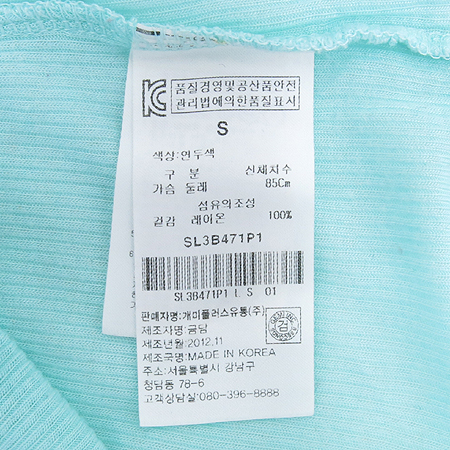 품질경영및공산품안전
관리법에의한품질표시
S
색상:연두색
구 분 신체치수
가슴 둘레 85Cm
섬유의조성
겉감 레이온 100%
SL3B471P1
SL3B471P1 L S 01
판매자명:개미플러스유통(주)
제조자명:금담
제조년월:2012.11
제조국명:MADE IN KOREA
주소:서울특별시 강남구
청담동 78-6
고객상담실:080-396-8888